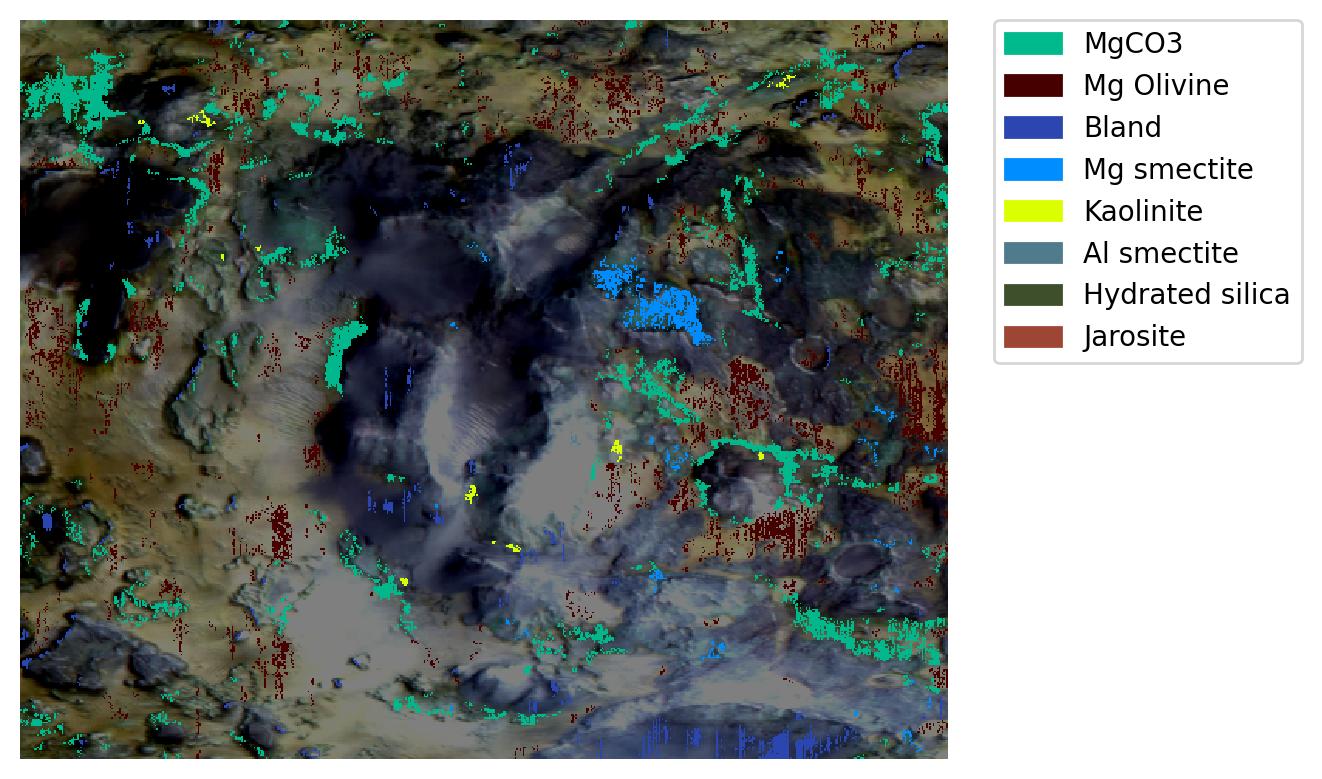 MgCO3
Mg Olivine
Bland
Mg smectite
Kaolinite
Al smectite
Hydrated silica
Jarosite